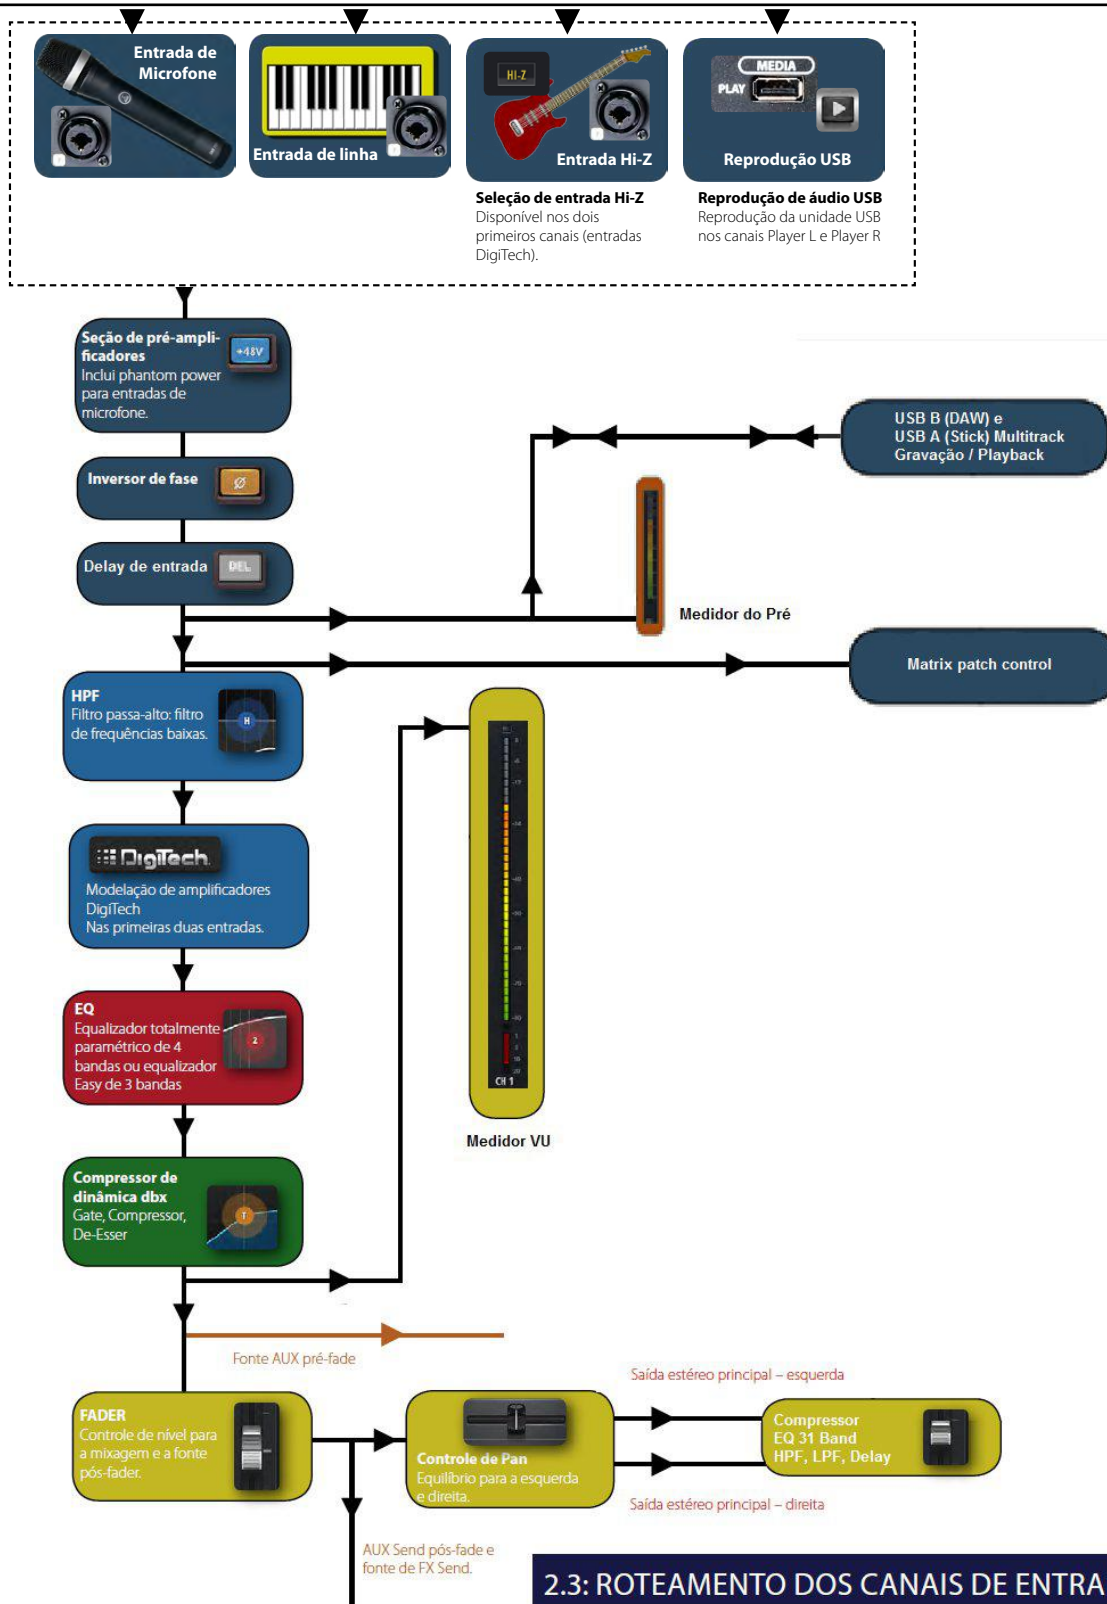 Entrada de
Microfone
Entrada de linha
HI-Z
Entrada Hi-Z
MEDIA
PLAY
Reprodução USB
Seleção de entrada Hi-Z
Disponível nos dois
primeiros canais (entradas
DigiTech).
Reprodução de áudio USB
Reprodução da unidade USB
nos canais Player L e Player R
Seção de pré-ampli-
ficadores
+48V
Inclui phantom power
para entradas de
microfone.
Inversor de fase
Ø
Delay de entrada
DEL
USB B (DAW) e
USB A (Stick) Multitrack
Gravação / Playback
Medidor do Pré
Matrix patch control
HPF
Filtro passa-alto: filtro
de frequências baixas.
H
DigiTech
Modelação de amplificadores
DigiTech
Nas primeiras duas entradas.
EQ
Equalizador totalmente
paramétrico de 4
bandas ou equalizador
Easy de 3 bandas
2
CH 1
Medidor VU
Compressor de
dinâmica dbx
Gate, Compressor,
De-Esser
T
Fonte AUX pré-fade
FADER
Controle de nível para
a mixagem e a fonte
pós-fader.
Controle de Pan
Equilíbrio para a esquerda
e direita.
Saída estéreo principal – esquerda
Compressor
EQ 31 Band
HPF, LPF, Delay
Saída estéreo principal – direita
AUX Send pós-fade e
fonte de FX Send.
2.3: ROTEAMENTO DOS CANAIS DE ENTRA